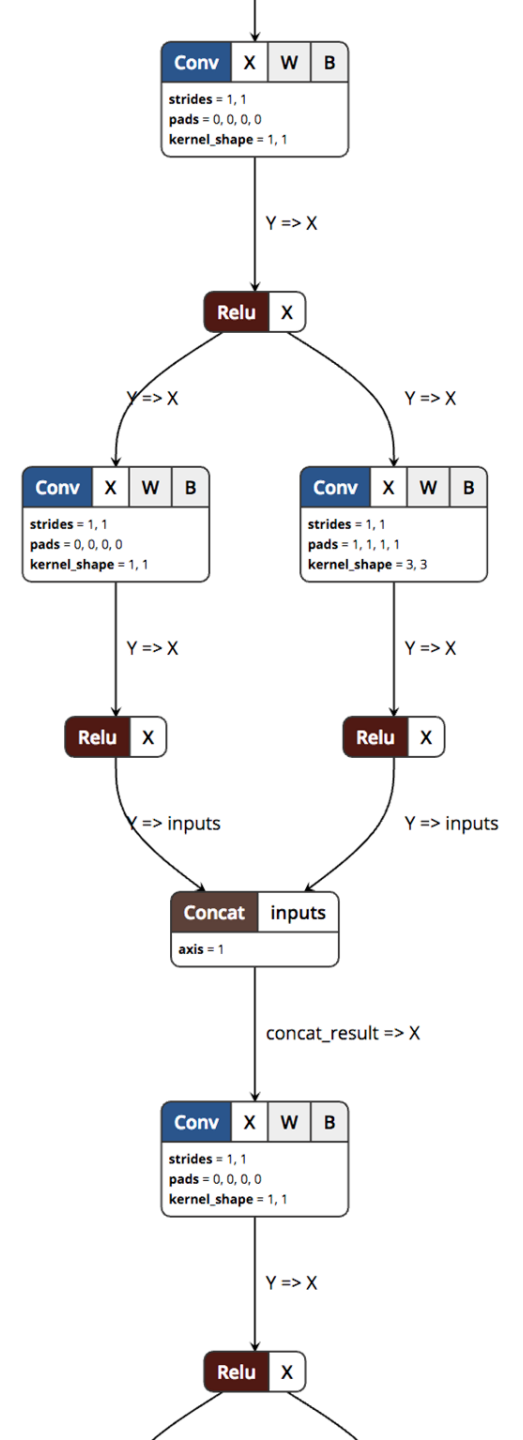 Conv X W B
strides = 1, 1
pads = 0, 0, 0, 0
kernel_shape = 1, 1
Y => X
Relu X
Y => X
Y => X
Conv X W B
strides = 1, 1
pads = 0, 0, 0, 0
kernel_shape = 1, 1
Conv X W B
strides = 1, 1
pads = 1, 1, 1, 1
kernel_shape = 3, 3
Y => X
Y => X
Relu X
Relu X
Y => inputs
Y => inputs
Concat inputs
axis = 1
concat_result => X
Conv X W B
strides = 1, 1
pads = 0, 0, 0, 0
kernel_shape = 1, 1
Y => X
Relu X